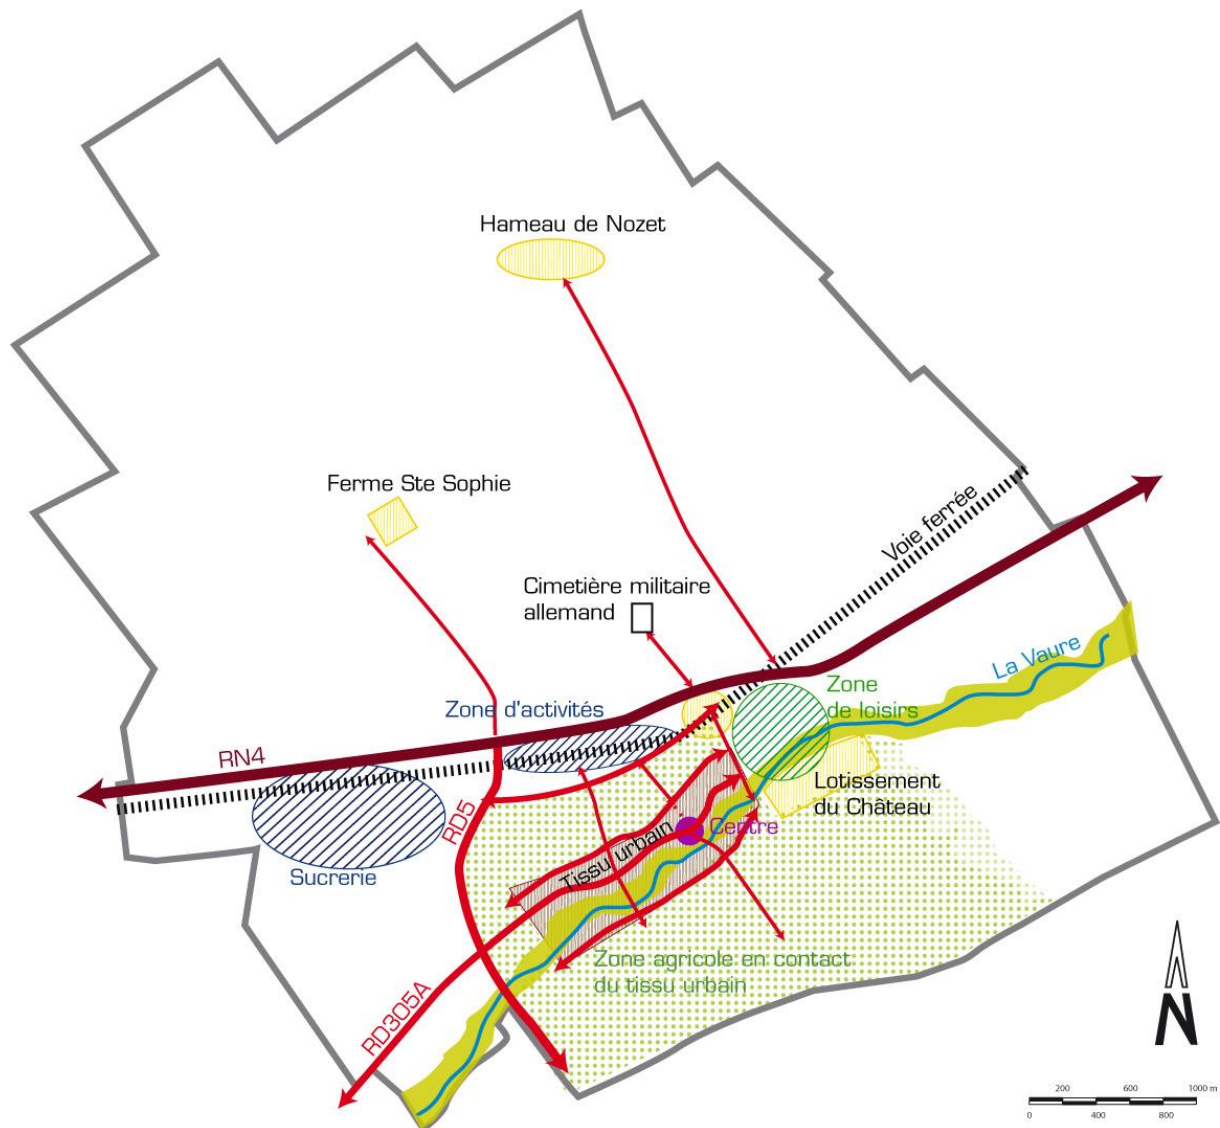 Hameau de Nozet
Ferme Ste Sophie
Voie ferrée
Cimetière militaire
allemand
La Vaure
Zone
de loisirs
Zone d'activités
RN4
Lotissement
du Château
RD5
Centre
Tissu urbain
Sucrerie
Zone agricole en contact
du tissu urbain
RD305A
N
200 600 1000 m
0 400 800